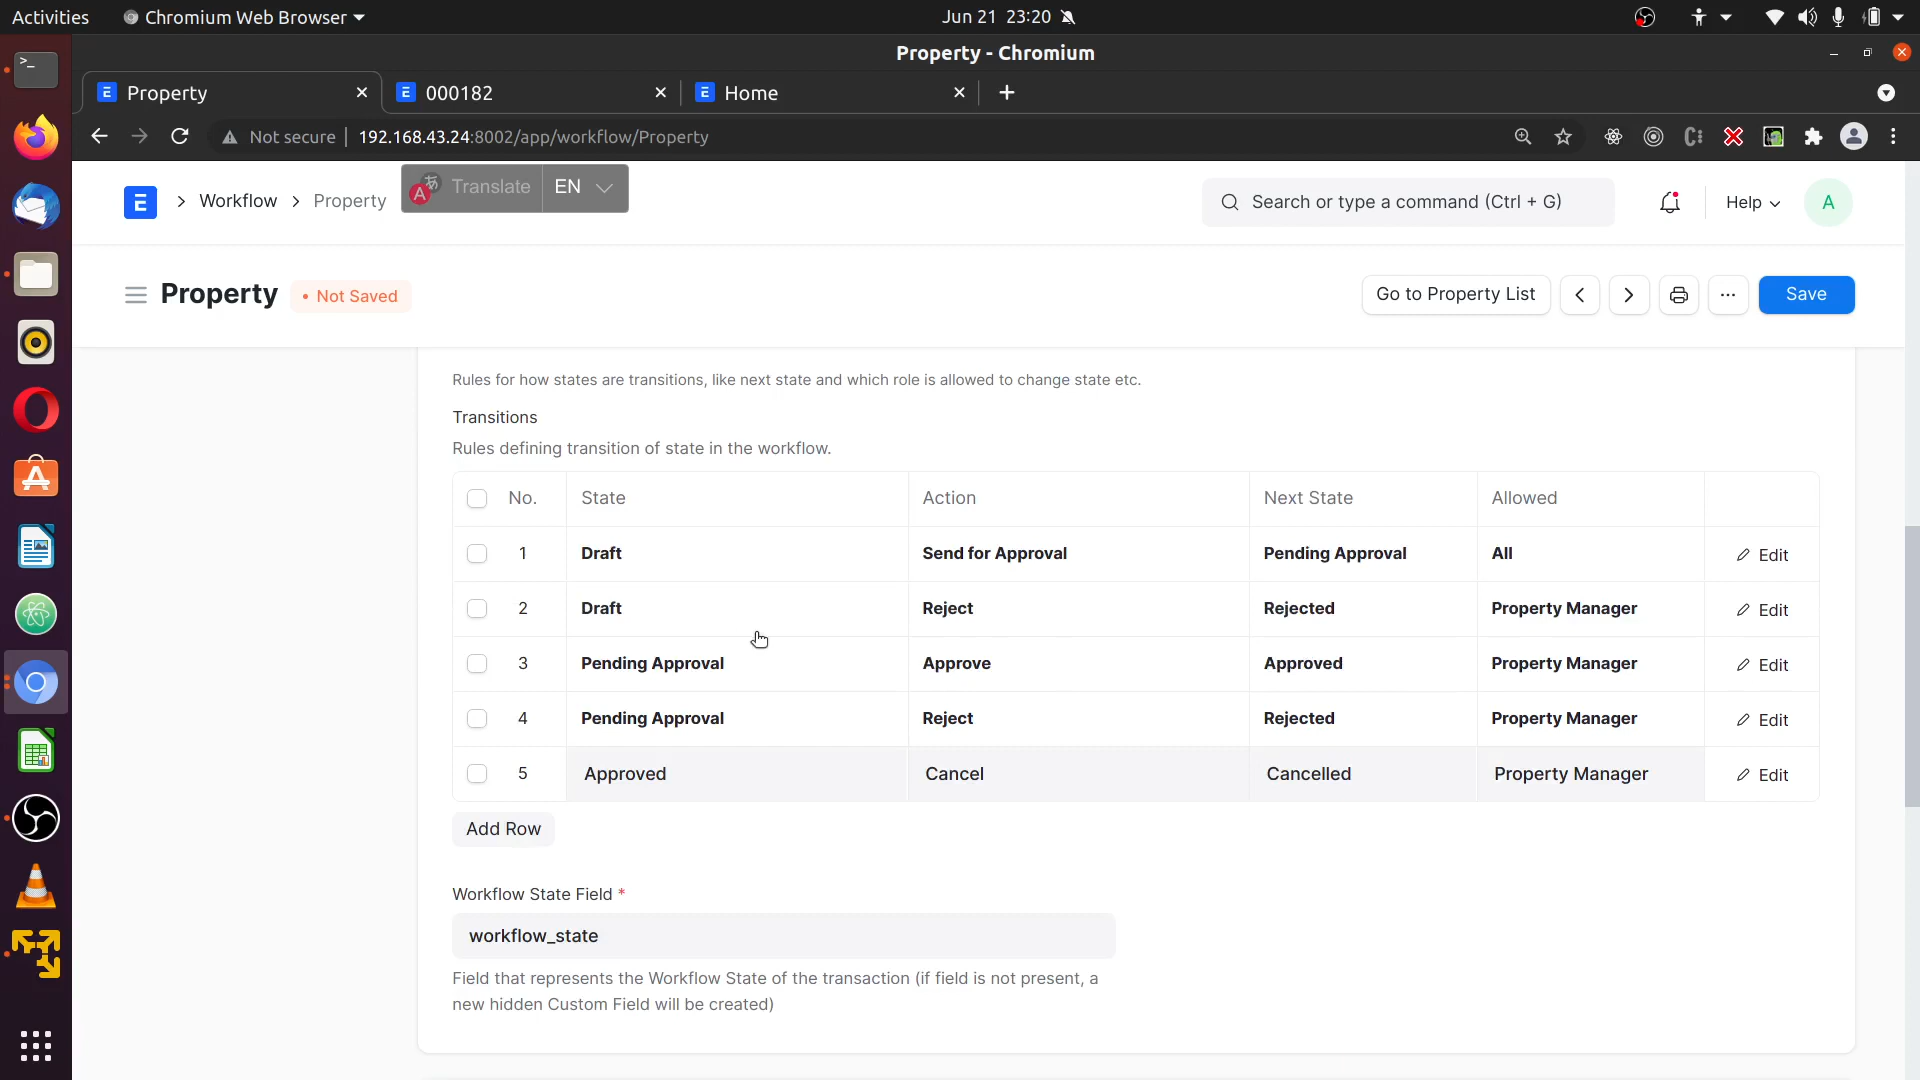 Activities Chromium Web Browser Jun 21 23:20
Property - Chromium
Property 000182 Home
Not secure 192.168.43.24:8002/app/workflow/Property
E Workflow Property Translate EN Search or type a command (Ctrl + G) Help A
Property Not Saved Go to Property List Save
Rules for how states are transitions, like next state and which role is allowed to change state etc.
Transitions
Rules defining transition of state in the workflow.
No. State Action Next State Allowed
1 Draft Send for Approval Pending Approval All Edit
2 Draft Reject Rejected Property Manager Edit
3 Pending Approval Approve Approved Property Manager Edit
4 Pending Approval Reject Rejected Property Manager Edit
5 Approved Cancel Cancelled Property Manager Edit
Add Row
Workflow State Field *
workflow_state
Field that represents the Workflow State of the transaction (if field is not present, a
new hidden Custom Field will be created)